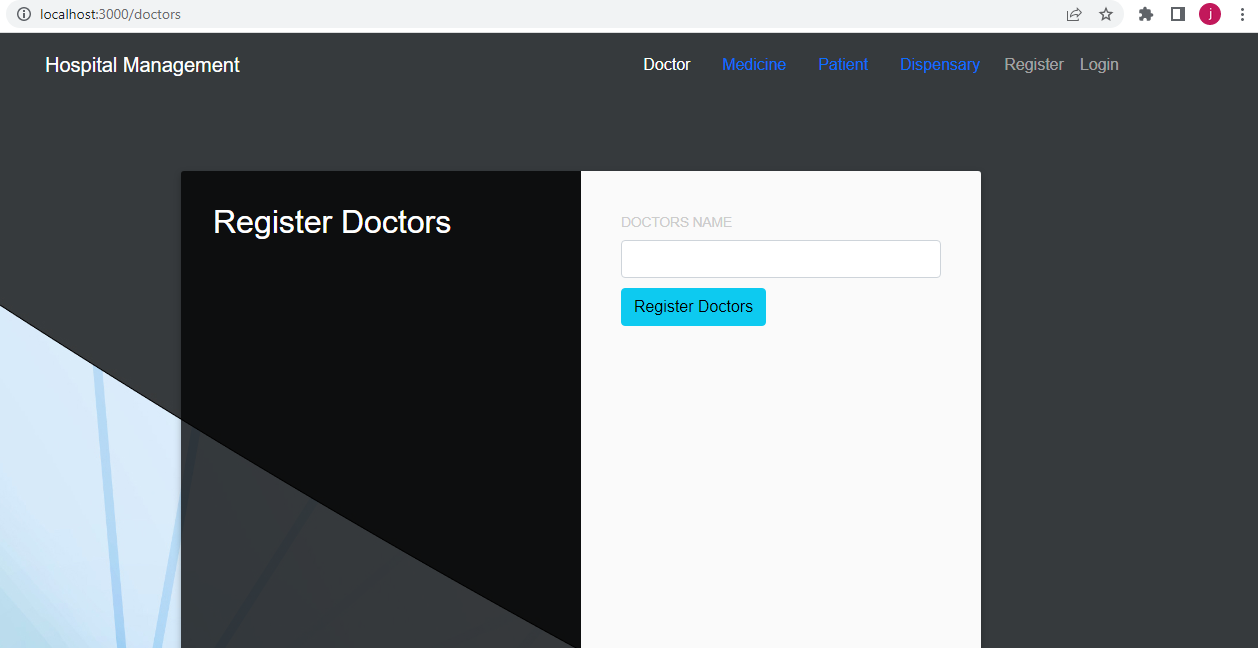 localhost:3000/doctors
j
Hospital Management
Doctor Medicine Patient Dispensary Register Login
Register Doctors
DOCTORS NAME
Register Doctors